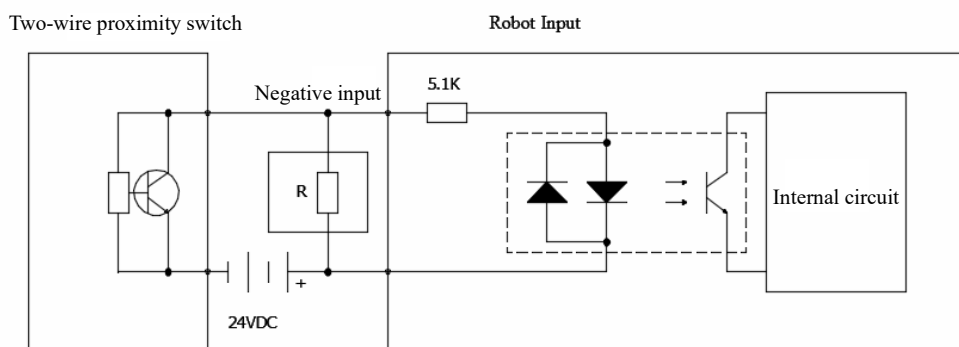 Two-wire proximity switch
Robot Input
Negative input
5.1K
R
Internal circuit
+
24VDC